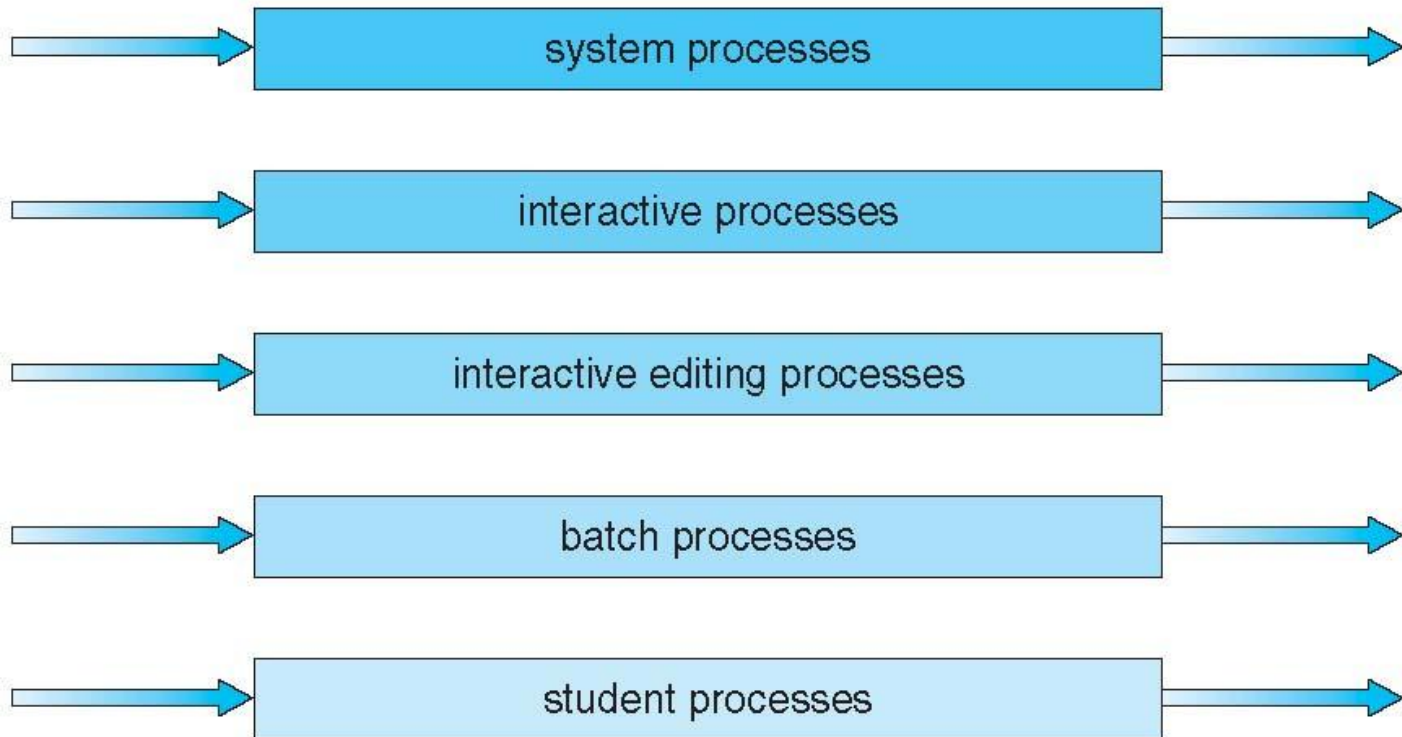 system processes
interactive processes
interactive editing processes
batch processes
student processes